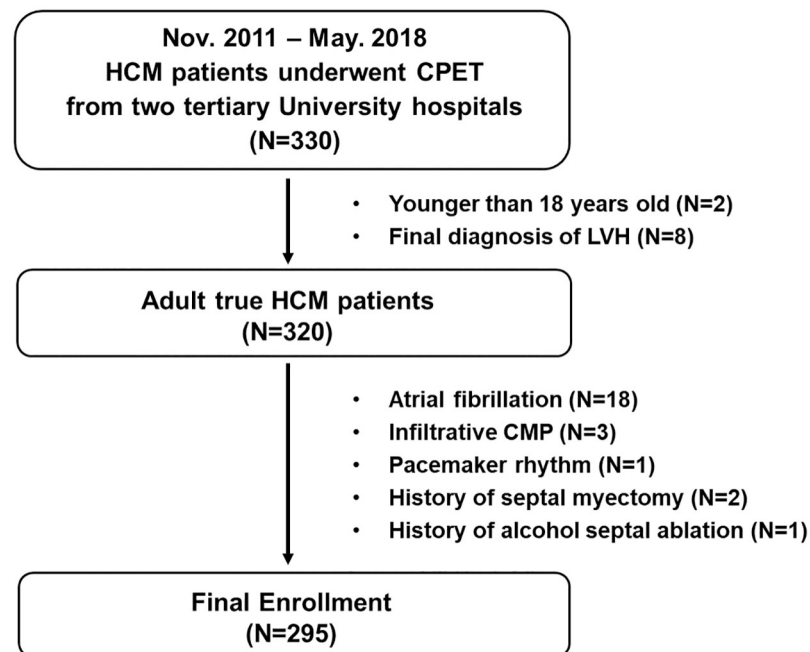 Nov. 2011 – May. 2018
HCM patients underwent CPET
from two tertiary University hospitals
(N=330)
• Younger than 18 years old (N=2)
• Final diagnosis of LVH (N=8)
Adult true HCM patients
(N=320)
• Atrial fibrillation (N=18)
• Infiltrative CMP (N=3)
• Pacemaker rhythm (N=1)
• History of septal myectomy (N=2)
• History of alcohol septal ablation (N=1)
Final Enrollment
(N=295)